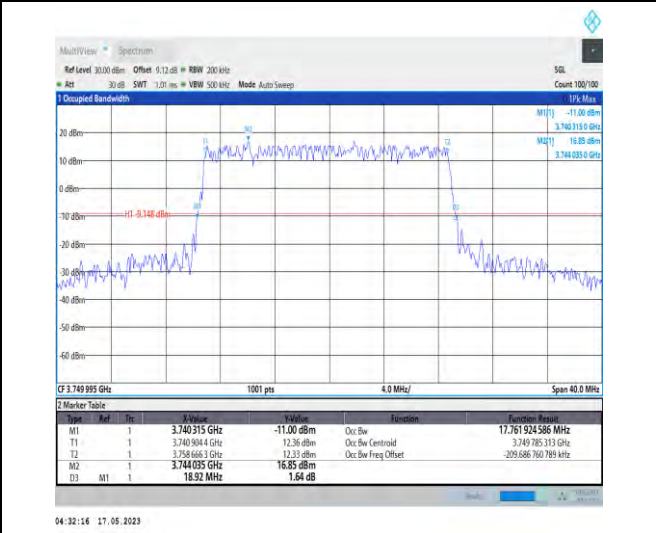 MultiView Spectrum
Ref Level 30.00 dBm Offset 9.12 dB RBW 200 kHz SGL
Att 30 dB SWT 1.01 ms VBW 500 kHz Mode Auto Sweep Count 100/100
1 Occupied Bandwidth 1Pk Max
M1[1] -11.00 dBm
3.740 315 0 GHz
M2[1] 16.85 dBm
3.744 035 0 GHz
20 dBm
M2
T1
T2
10 dBm
0 dBm
-10 dBm
H1 -9.148 dBm
-20 dBm
-30 dBm
-40 dBm
-50 dBm
-60 dBm
CF 3.749 995 GHz 1001 pts 4.0 MHz/ Span 40.0 MHz
2 Marker Table
Type Ref Trc X-Value Y-Value Function Function Result
M1 1 3.740 315 GHz -11.00 dBm Occ Bw 17.761 924 586 MHz
T1 1 3.740 904 4 GHz 12.36 dBm Occ Bw Centroid 3.749 785 313 GHz
T2 1 3.758 666 3 GHz 12.33 dBm Occ Bw Freq Offset -209.686 760 789 kHz
M2 1 3.744 035 GHz 16.85 dBm
D3 M1 1 18.92 MHz 1.64 dB
04:32:16 17.05.2023